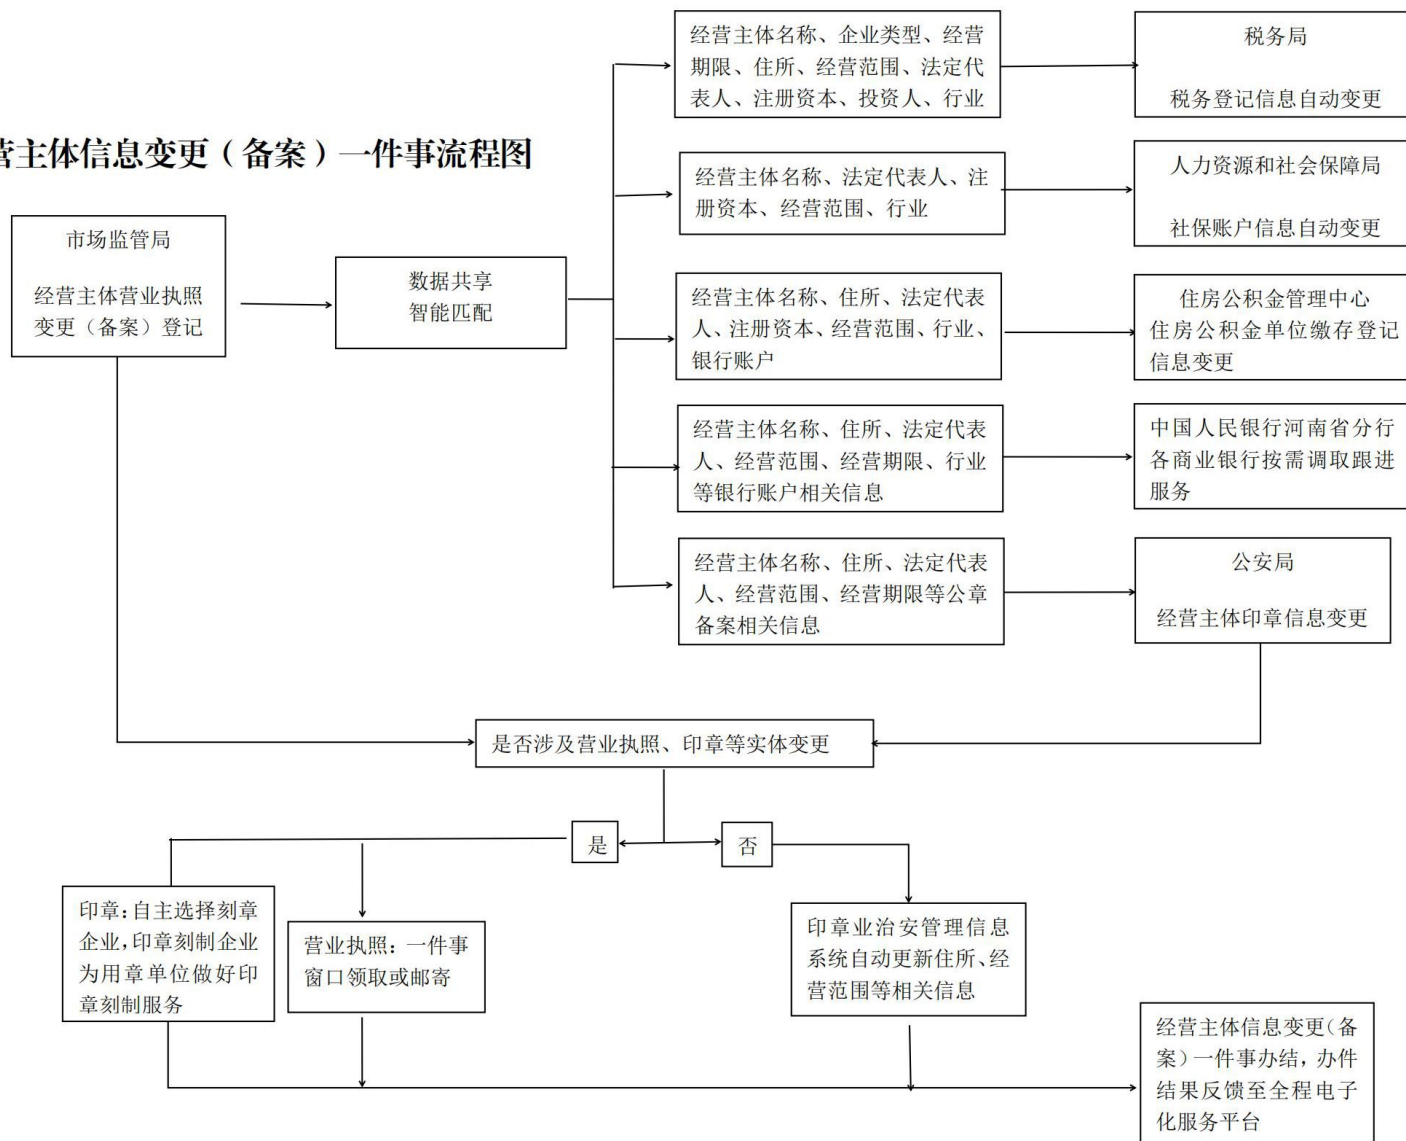 营主体信息变更（备案）一件事流程图
市场监管局
经营主体营业执照
变更（备案）登记
数据共享
智能匹配
经营主体名称、企业类型、经营
期限、住所、经营范围、法定代
表人、注册资本、投资人、行业
税务局
税务登记信息自动变更
经营主体名称、法定代表人、注
册资本、经营范围、行业
人力资源和社会保障局
社保账户信息自动变更
经营主体名称、住所、法定代表
人、注册资本、经营范围、行业、
银行账户
住房公积金管理中心
住房公积金单位缴存登记
信息变更
经营主体名称、住所、法定代表
人、经营范围、经营期限、行业
等银行账户相关信息
中国人民银行河南省分行
各商业银行按需调取跟进
服务
经营主体名称、住所、法定代表
人、经营范围、经营期限等公章
备案相关信息
公安局
经营主体印章信息变更
是否涉及营业执照、印章等实体变更
是
否
印章：自主选择刻章
企业，印章刻制企业
为用章单位做好印
章刻制服务
营业执照：一件事
窗口领取或邮寄
印章业治安管理信息
系统自动更新住所、经
营范围等相关信息
经营主体信息变更（备
案）一件事办结，办件
结果反馈至全程电子
化服务平台